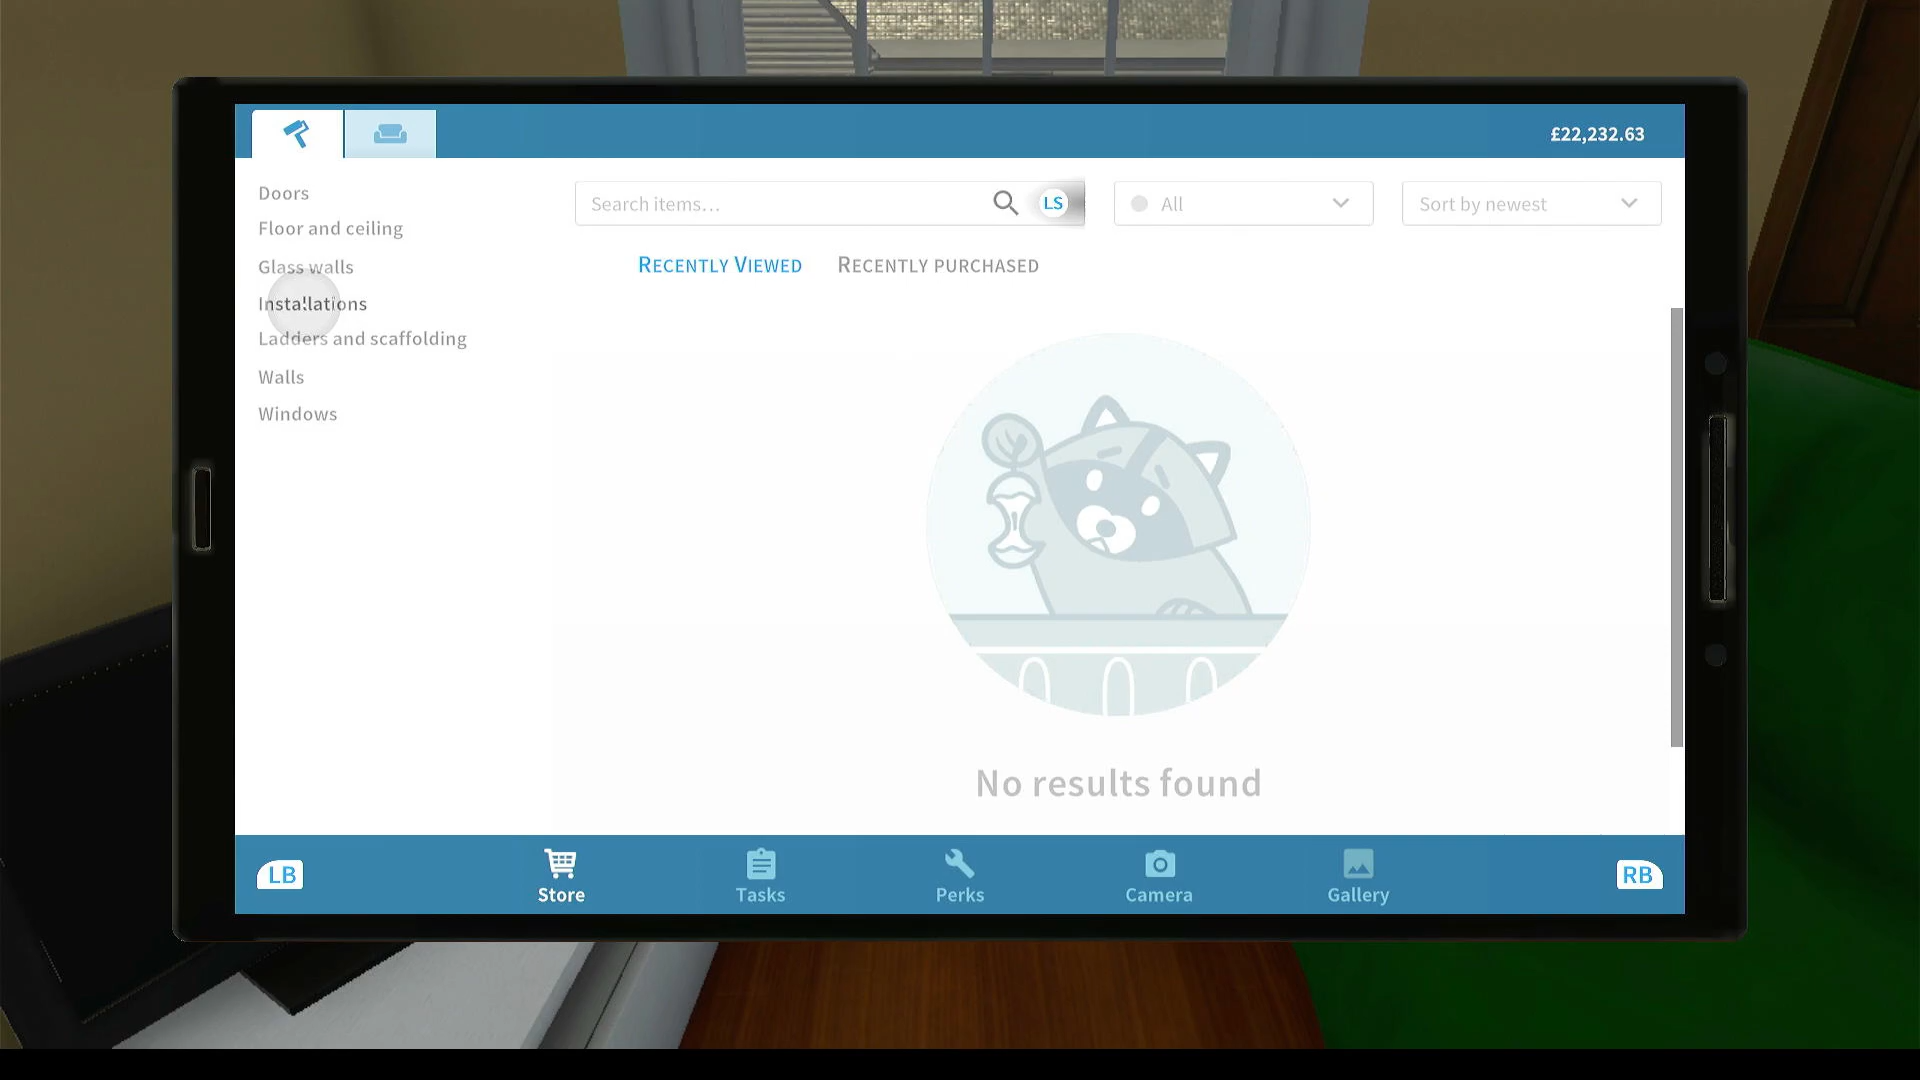 £22,232.63
Doors
Floor and ceiling
Glass walls
Installations
Ladders and scaffolding
Walls
Windows
Search items...
LS
All
Sort by newest
RECENTLY VIEWED
RECENTLY PURCHASED
No results found
LB
Store
Tasks
Perks
Camera
Gallery
RB